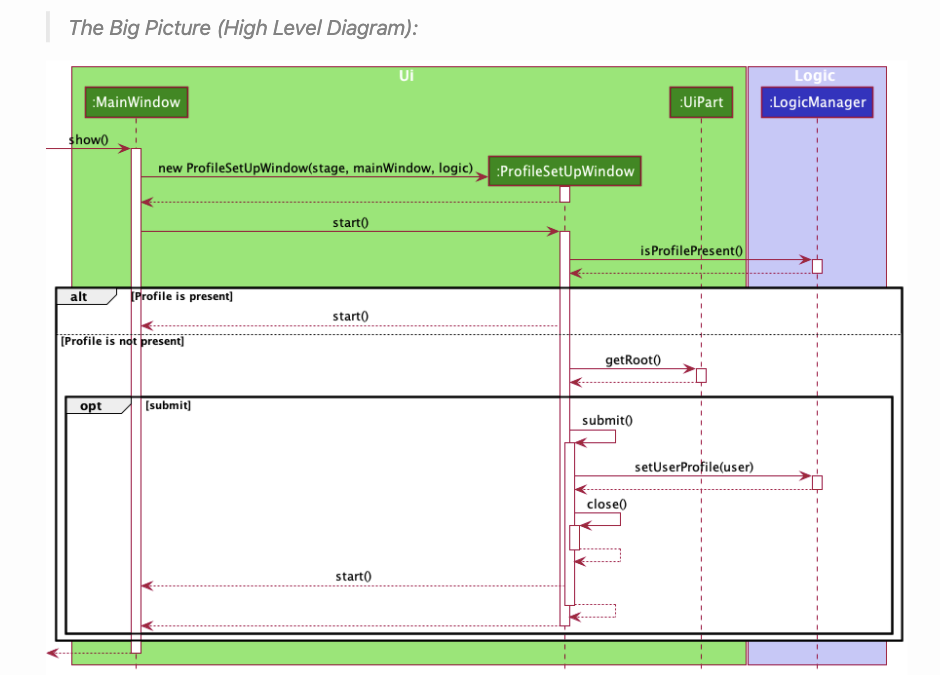 The Big Picture (High Level Diagram):
Ui
Logic
:MainWindow
:UiPart
:LogicManager
show()
new ProfileSetUpWindow(stage, mainWindow, logic)
:ProfileSetUpWindow
start()
isProfilePresent()
alt
[Profile is present]
start()
[Profile is not present]
getRoot()
opt
[submit]
submit()
setUserProfile(user)
close()
start()